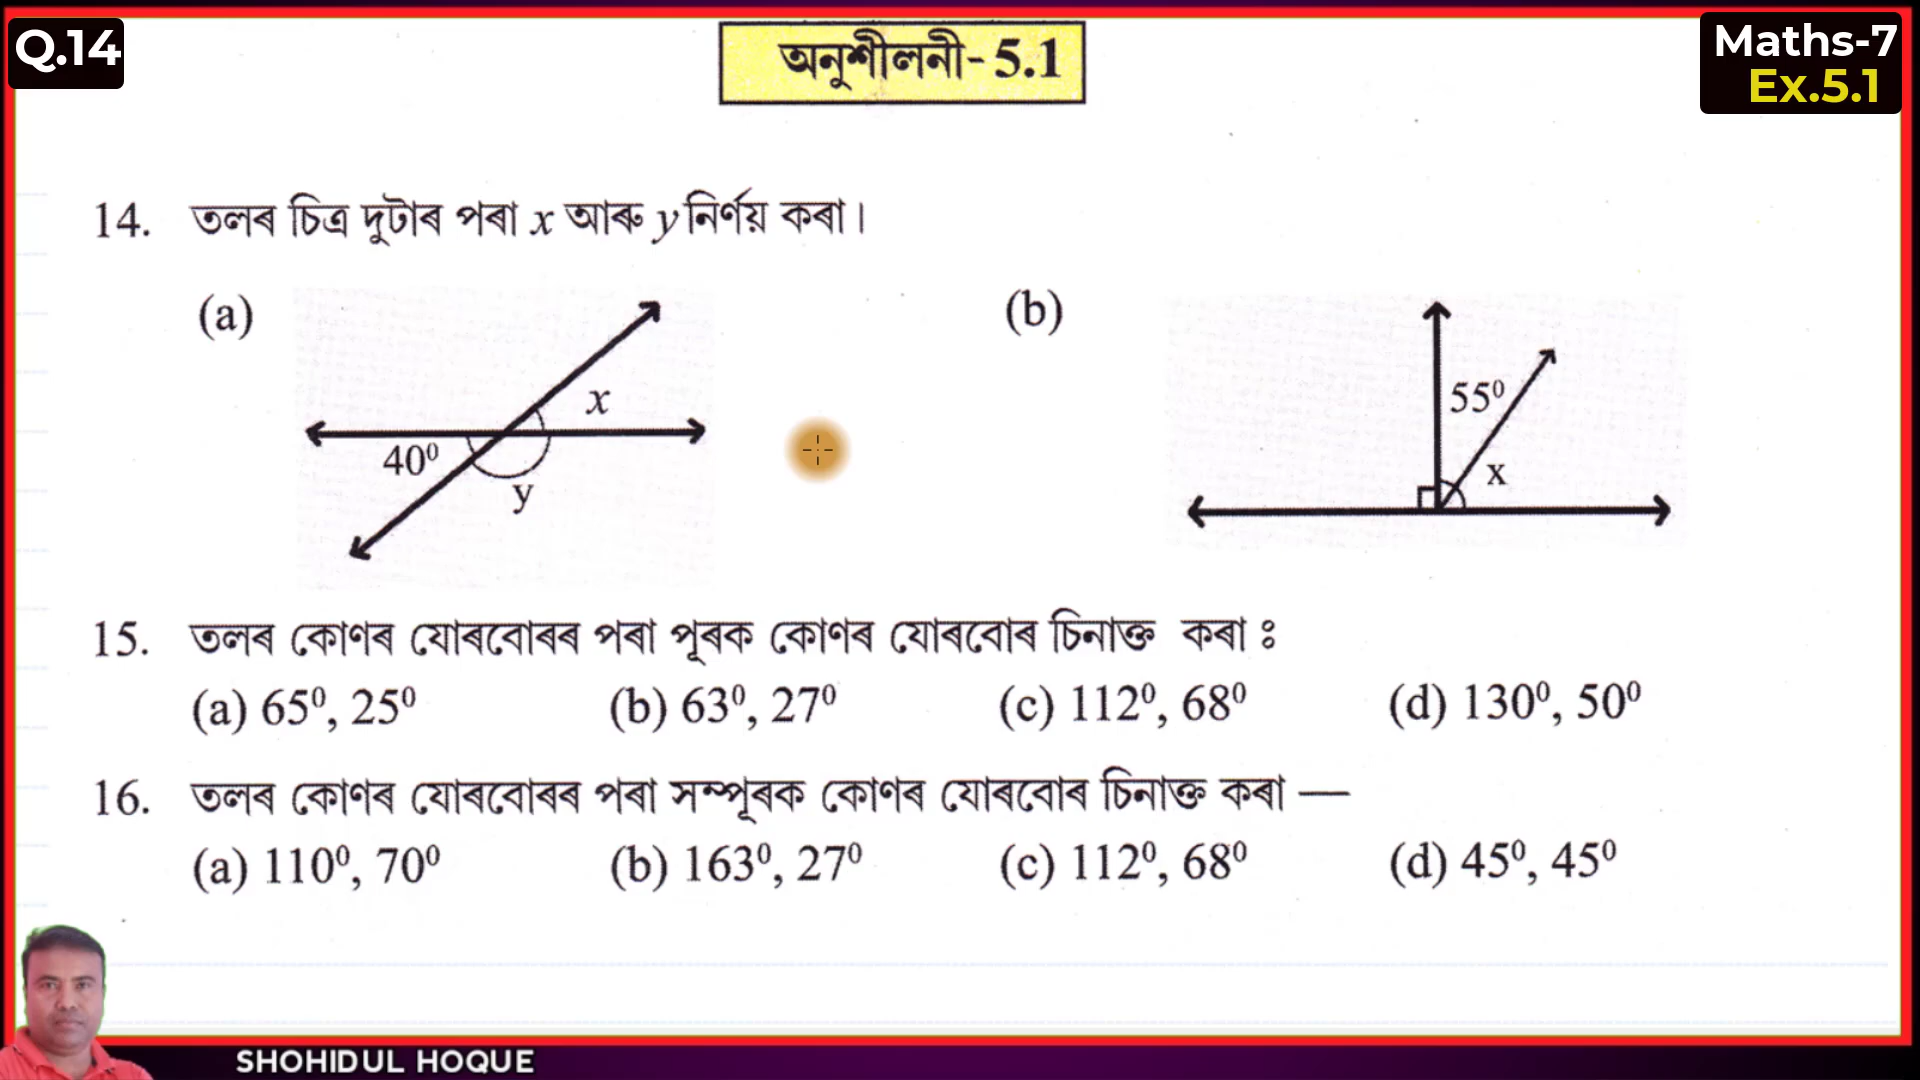 Q.14
অনুশীলনী- 5.1
Maths-7
Ex.5.1
14. তলৰ চিত্ৰ দুটাৰ পৰা x আৰু y নিৰ্ণয় কৰা।
(a)
x
40⁰
y
(b)
55⁰
x
15. তলৰ কোণৰ যোৰবোৰৰ পৰা পূৰক কোণৰ যোৰবোৰ চিনাক্ত কৰা ঃ
(a) 65⁰, 25⁰ (b) 63⁰, 27⁰ (c) 112⁰, 68⁰ (d) 130⁰, 50⁰
16. তলৰ কোণৰ যোৰবোৰৰ পৰা সম্পূৰক কোণৰ যোৰবোৰ চিনাক্ত কৰা —
(a) 110⁰, 70⁰ (b) 163⁰, 27⁰ (c) 112⁰, 68⁰ (d) 45⁰, 45⁰
SHOHIDUL HOQUE